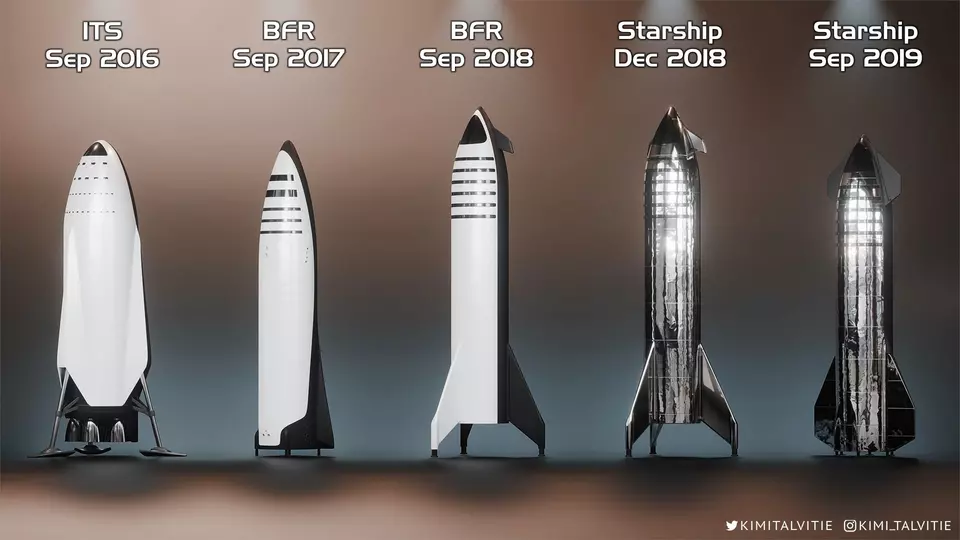 ITS
Sep 2016
BFR
Sep 2017
BFR
Sep 2018
Starship
Dec 2018
Starship
Sep 2019
KIMITALVITIE
KIMI_TALVITIE